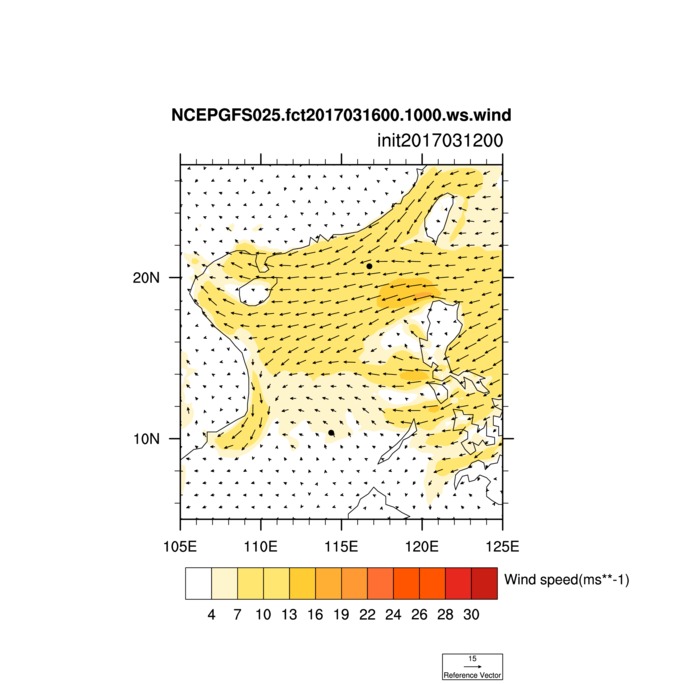 NCEPGFS025.fct2017031600.1000.ws.wind
init2017031200
20N
10N
105E 110E 115E 120E 125E
Wind speed(ms**-1)
4 7 10 13 16 19 22 24 26 28 30
15
Reference Vector